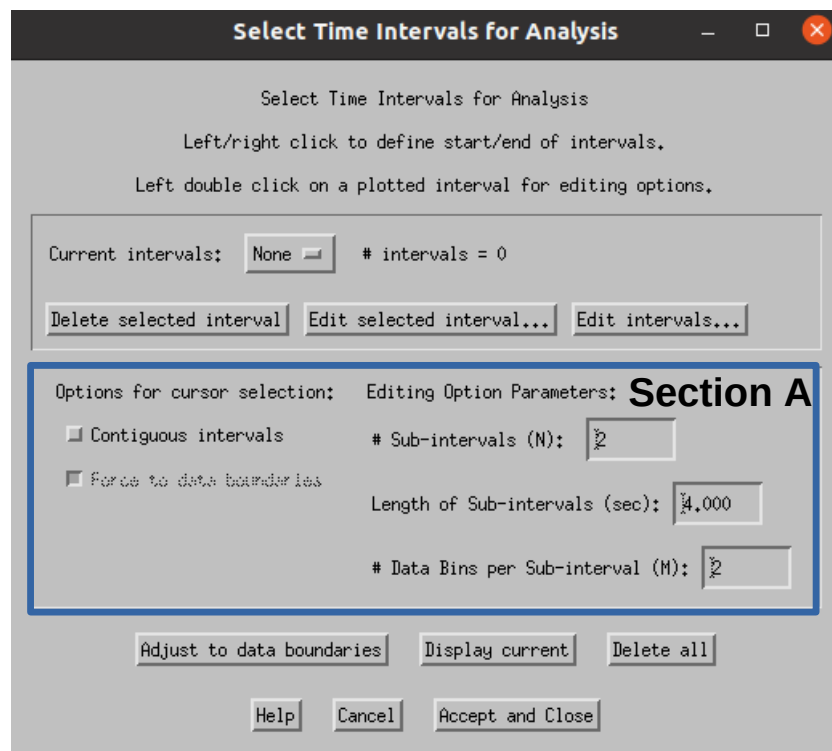 Select Time Intervals for Analysis
Select Time Intervals for Analysis
Left/right click to define start/end of intervals.
Left double click on a plotted interval for editing options.
Current intervals: None # intervals = 0
Delete selected interval Edit selected interval... Edit intervals...
Options for cursor selection: Editing Option Parameters: Section A
Contiguous intervals # Sub-intervals (N): 2
Force to data boundaries
Length of Sub-intervals (sec): 4.000
# Data Bins per Sub-interval (M): 2
Adjust to data boundaries Display current Delete all
Help Cancel Accept and Close